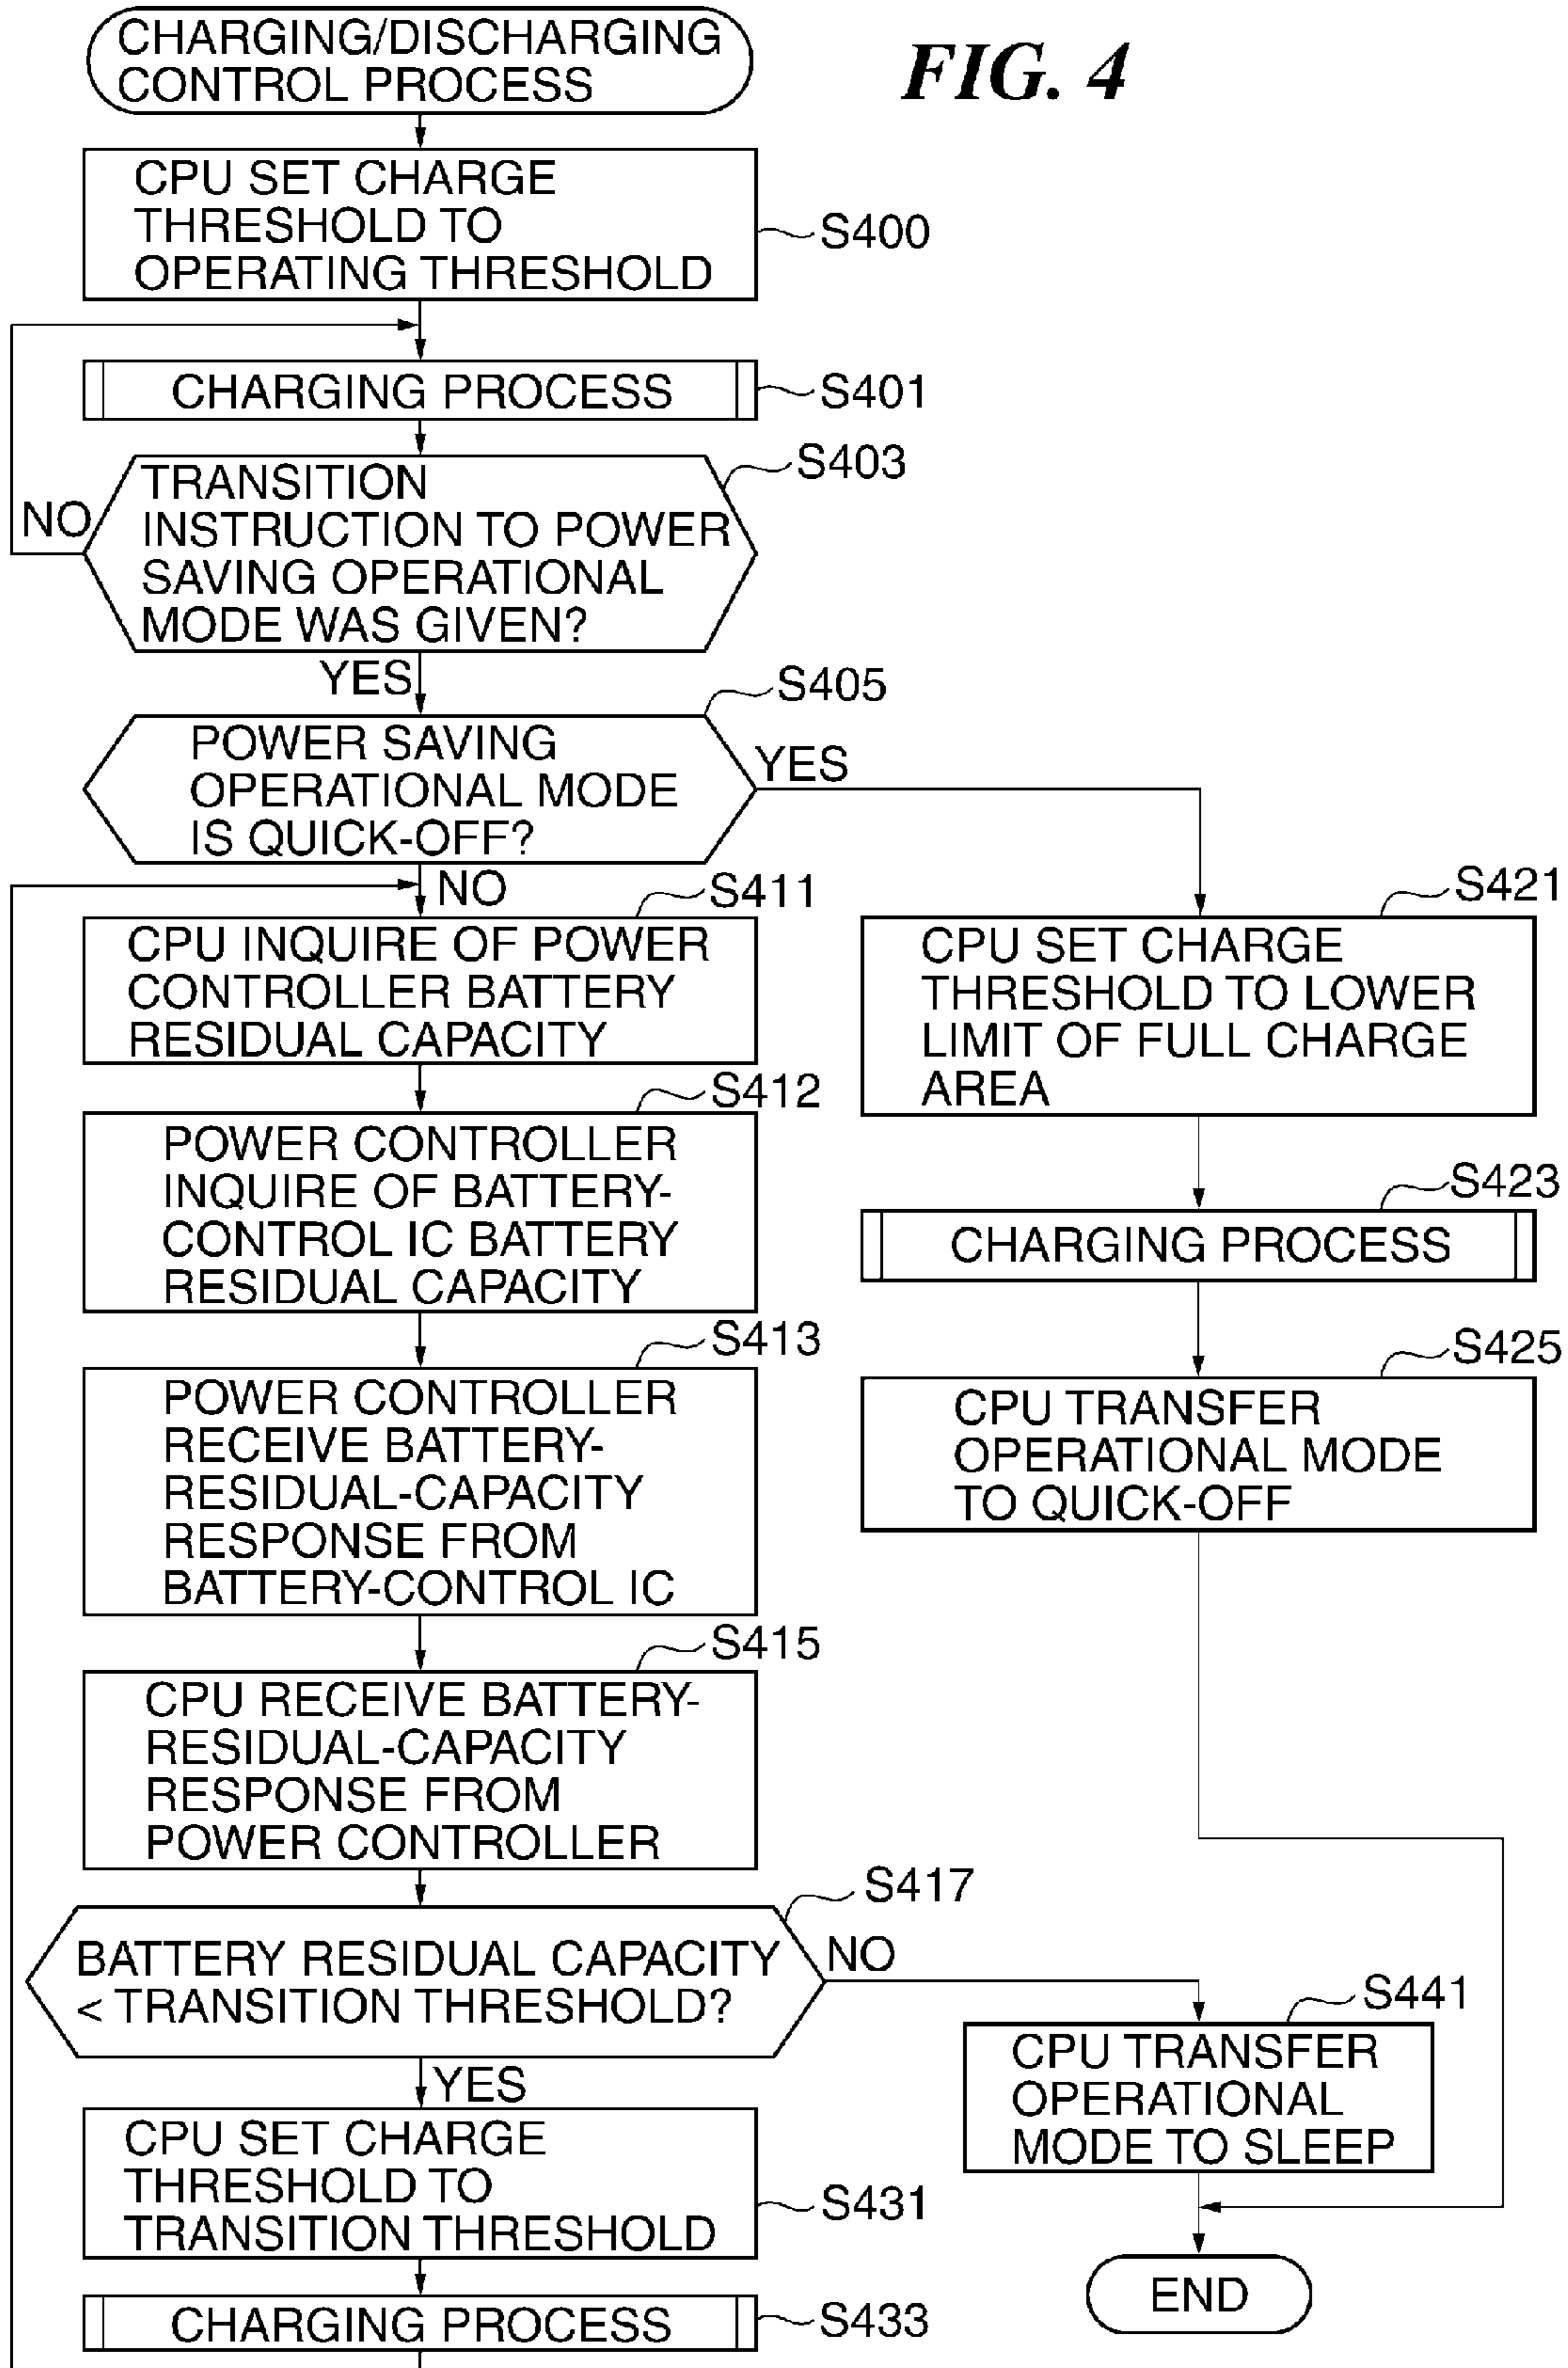 CHARGING/DISCHARGING
CONTROL PROCESS
FIG. 4
CPU SET CHARGE
THRESHOLD TO
OPERATING THRESHOLD
S400
CHARGING PROCESS
S401
TRANSITION
INSTRUCTION TO POWER
SAVING OPERATIONAL
MODE WAS GIVEN?
S403
NO
YES
POWER SAVING
OPERATIONAL MODE
IS QUICK-OFF?
S405
YES
NO
CPU INQUIRE OF POWER
CONTROLLER BATTERY
RESIDUAL CAPACITY
S411
POWER CONTROLLER
INQUIRE OF BATTERY-
CONTROL IC BATTERY
RESIDUAL CAPACITY
S412
POWER CONTROLLER
RECEIVE BATTERY-
RESIDUAL-CAPACITY
RESPONSE FROM
BATTERY-CONTROL IC
S413
CPU RECEIVE BATTERY-
RESIDUAL-CAPACITY
RESPONSE FROM
POWER CONTROLLER
S415
BATTERY RESIDUAL CAPACITY
< TRANSITION THRESHOLD?
S417
NO
YES
CPU SET CHARGE
THRESHOLD TO
TRANSITION THRESHOLD
S431
CHARGING PROCESS
S433
CPU SET CHARGE
THRESHOLD TO LOWER
LIMIT OF FULL CHARGE
AREA
S421
CHARGING PROCESS
S423
CPU TRANSFER
OPERATIONAL MODE
TO QUICK-OFF
S425
CPU TRANSFER
OPERATIONAL
MODE TO SLEEP
S441
END